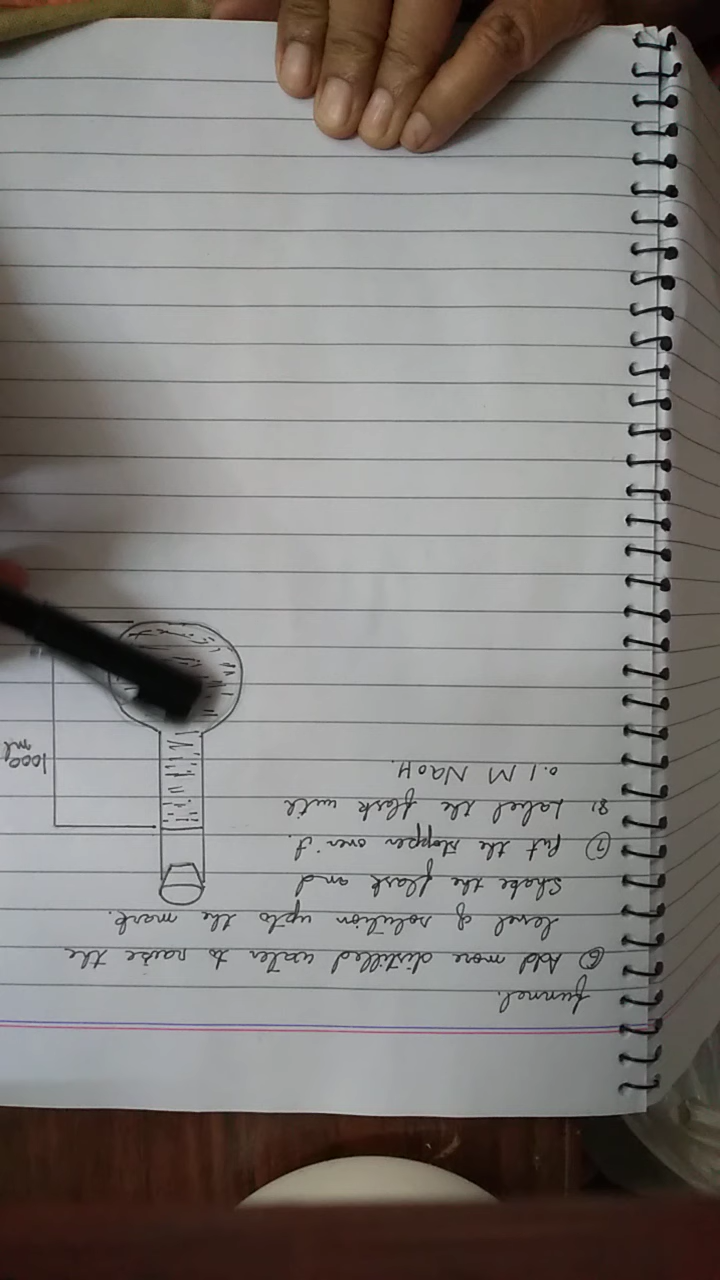 funnel.
⑥ Add more distilled water to raise the
level of solution upto the mark.
Shake the flask and
⑦ Put the stopper over it.
8) Label the flask with
0.1 M NaOH.
1000
ml